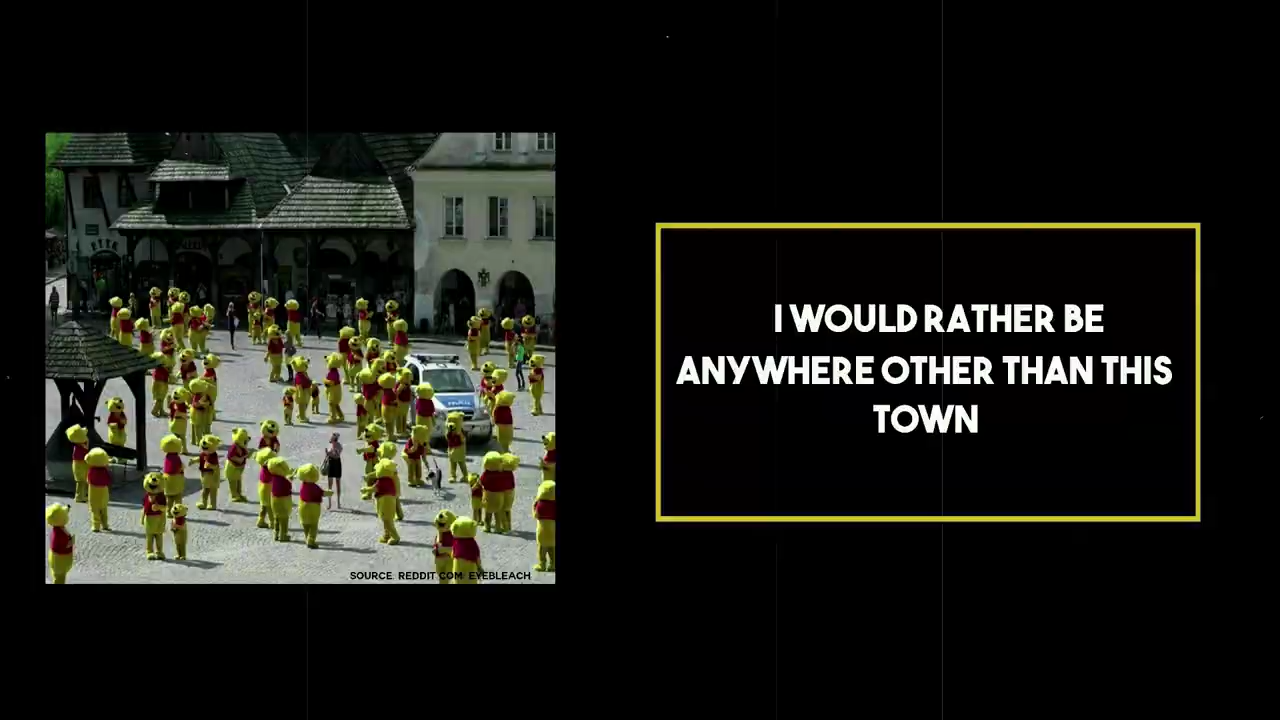 I WOULD RATHER BE
ANYWHERE OTHER THAN THIS
TOWN
SOURCE. REDDIT.COM: EYEBLEACH